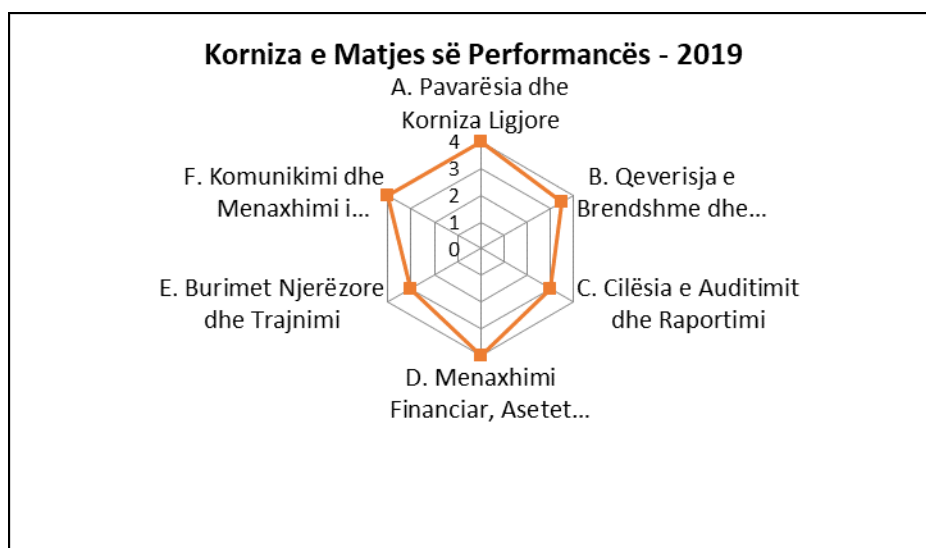 Korniza e Matjes së Performancës - 2019
A. Pavarësia dhe
Korniza Ligjore
4
3
2
1
0
B. Qeverisja e
Brendshme dhe...
C. Cilësia e Auditimit
dhe Raportimi
D. Menaxhimi
Financiar, Asetet...
E. Burimet Njerëzore
dhe Trajnimi
F. Komunikimi dhe
Menaxhimi i...